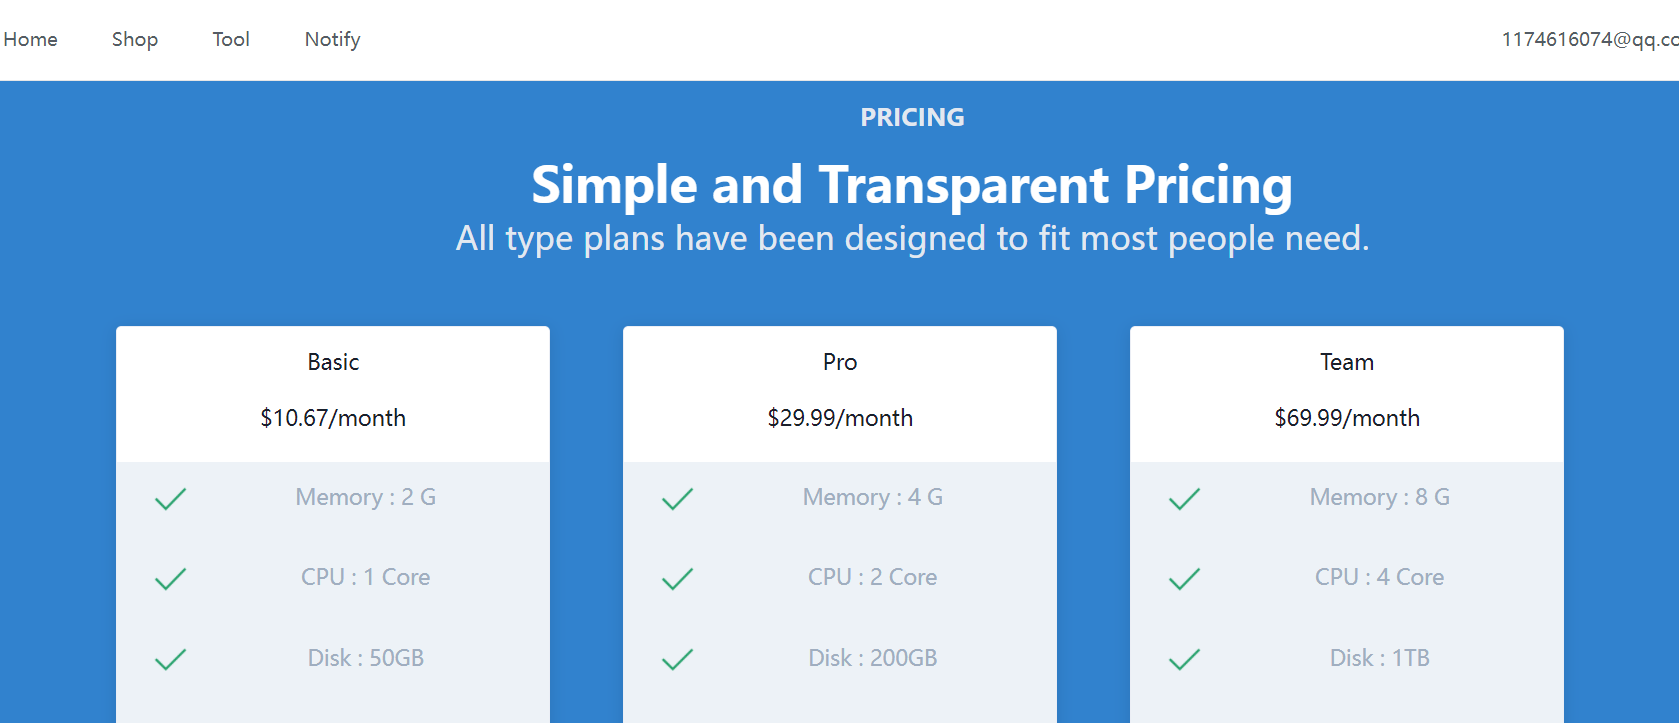 Home Shop Tool Notify 1174616074@qq.co
PRICING
Simple and Transparent Pricing
All type plans have been designed to fit most people need.
Basic
$10.67/month
Memory : 2 G
CPU : 1 Core
Disk : 50GB
Pro
$29.99/month
Memory : 4 G
CPU : 2 Core
Disk : 200GB
Team
$69.99/month
Memory : 8 G
CPU : 4 Core
Disk : 1TB